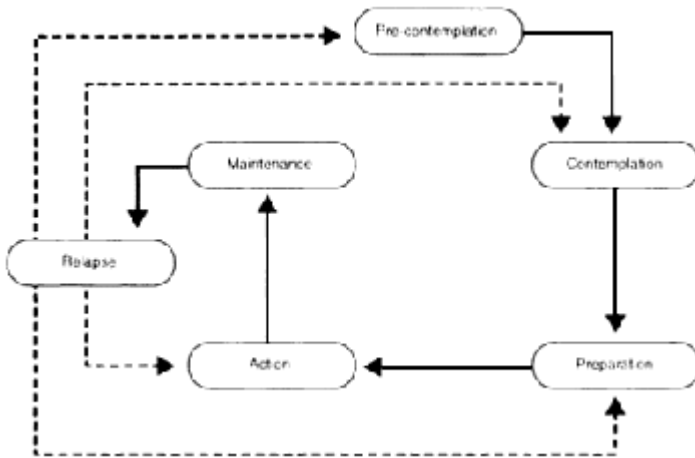 Pre-contemplation
Maintenance
Contemplation
Relapse
Action
Preparation